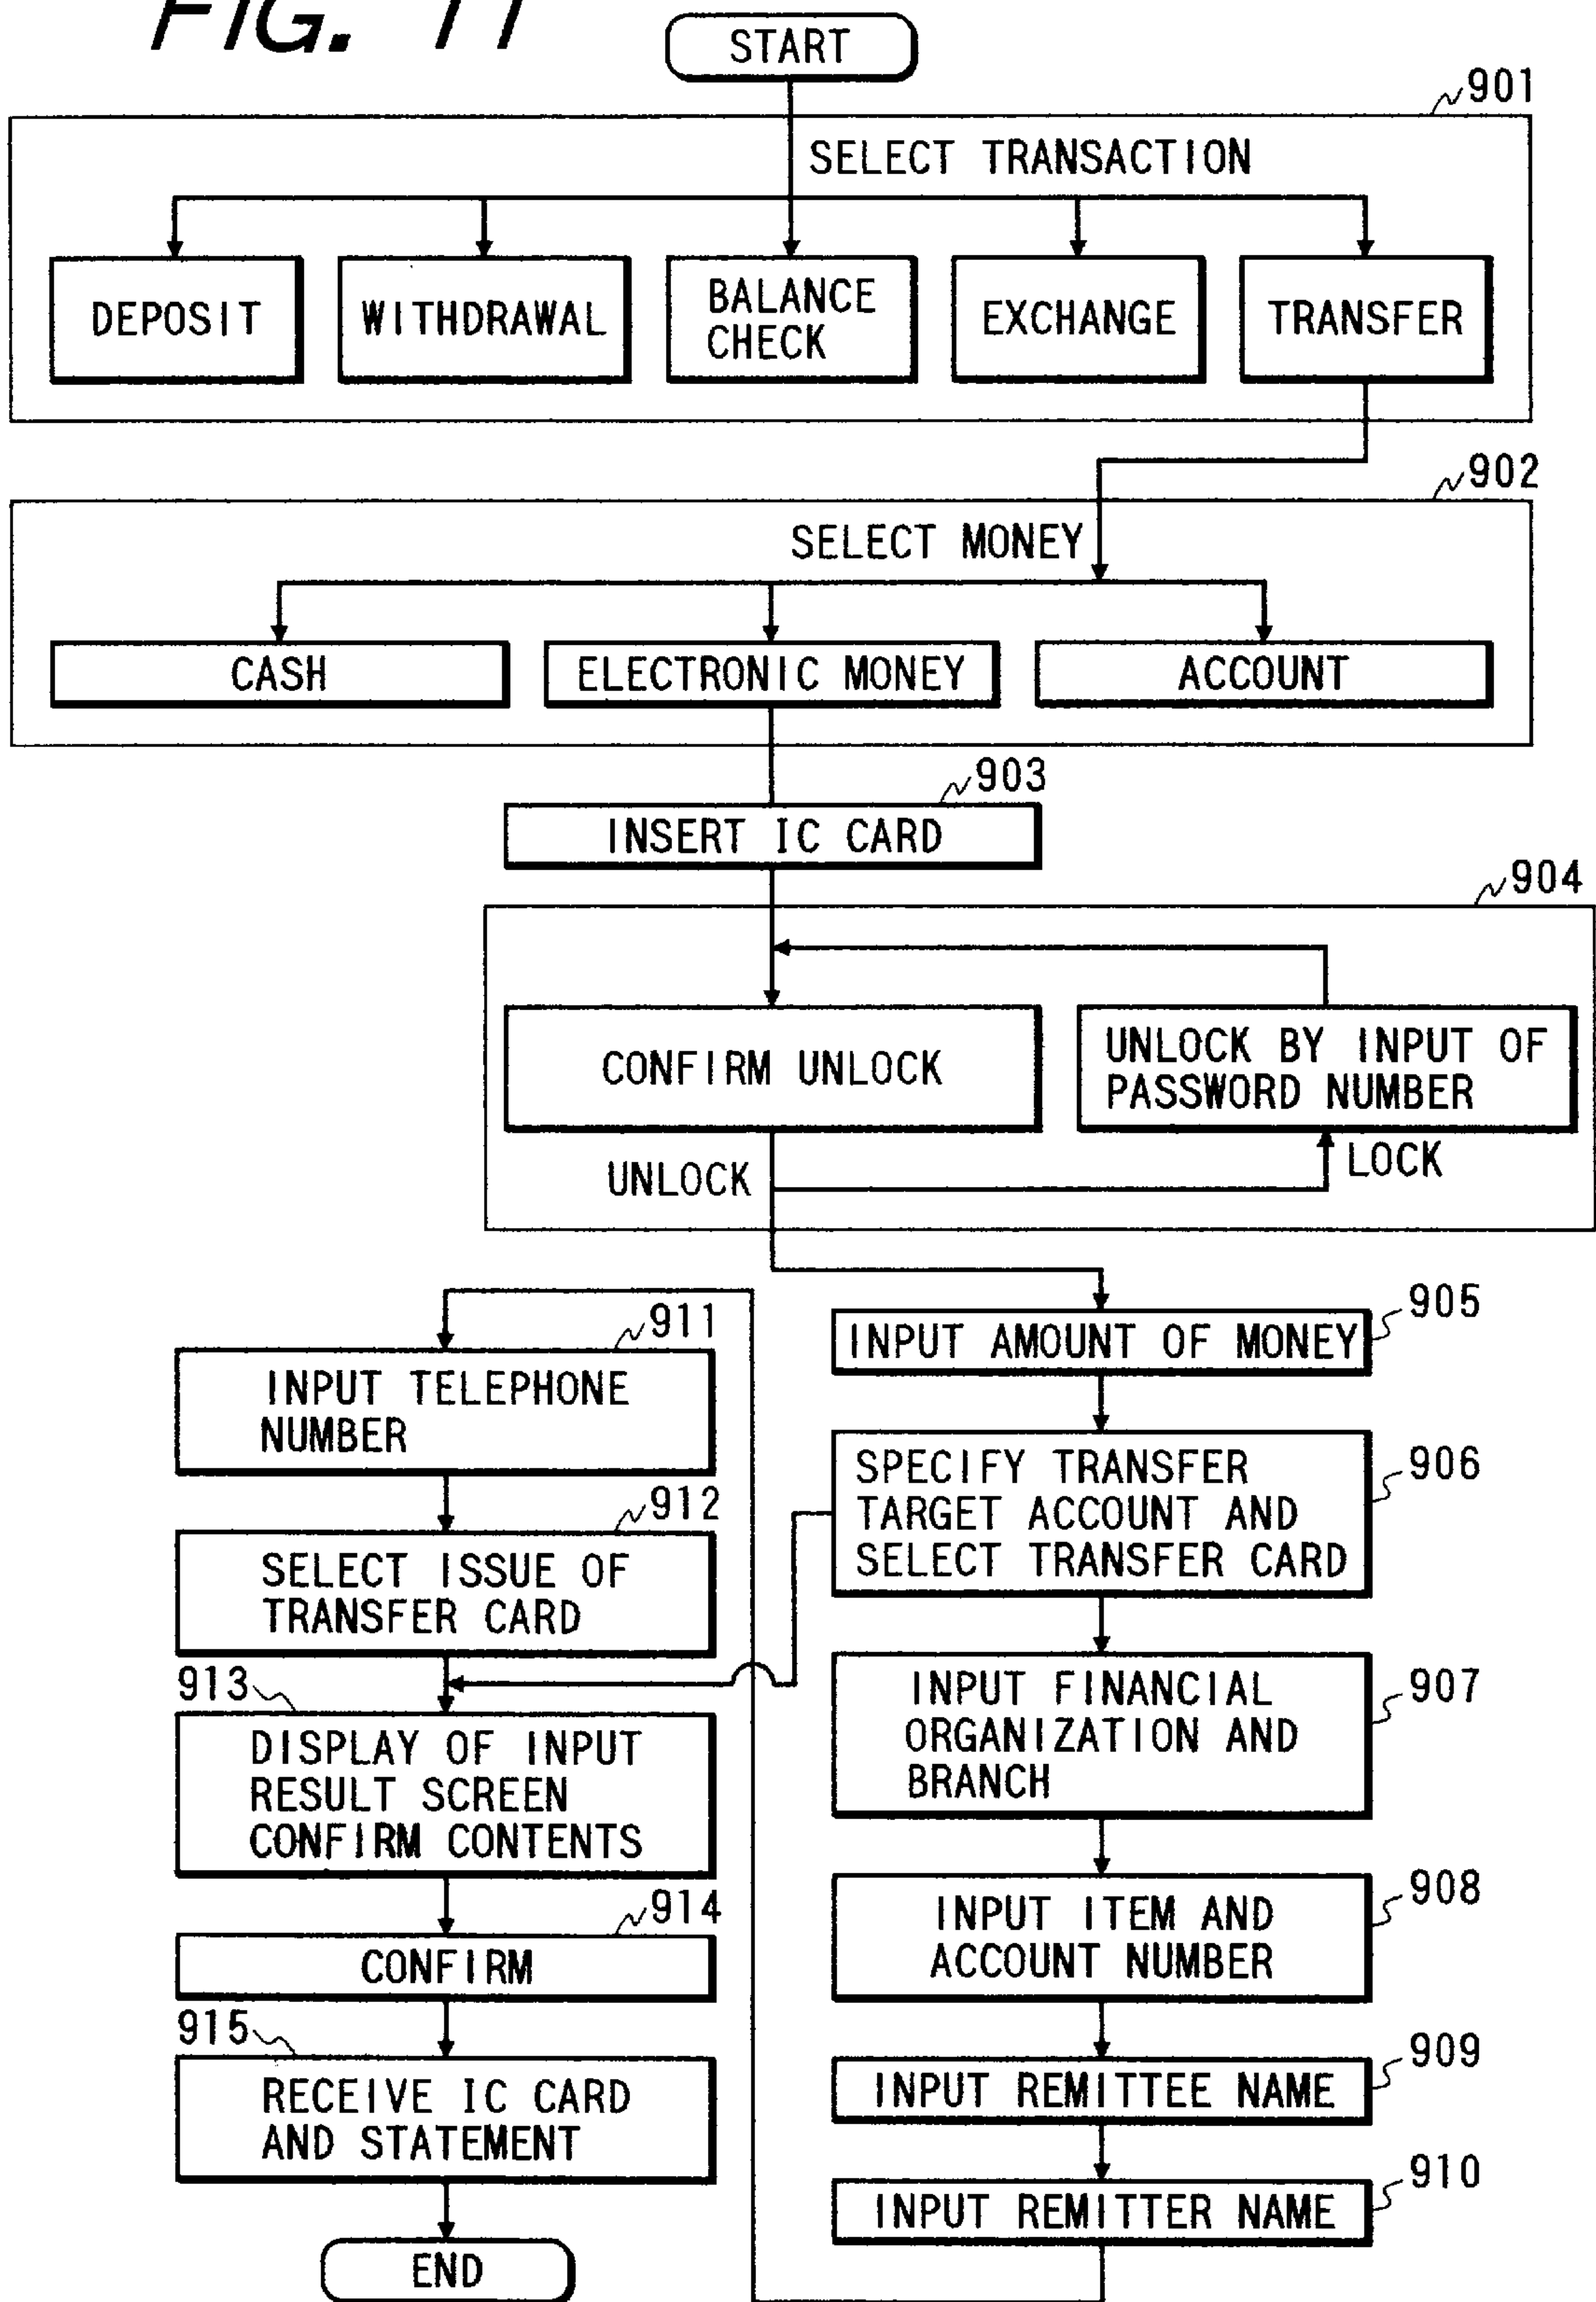 FIG. 11
START
901
SELECT TRANSACTION
DEPOSIT
WITHDRAWAL
BALANCE
CHECK
EXCHANGE
TRANSFER
902
SELECT MONEY
CASH
ELECTRONIC MONEY
ACCOUNT
903
INSERT IC CARD
904
CONFIRM UNLOCK
UNLOCK BY INPUT OF
PASSWORD NUMBER
UNLOCK
LOCK
905
INPUT AMOUNT OF MONEY
906
SPECIFY TRANSFER
TARGET ACCOUNT AND
SELECT TRANSFER CARD
907
INPUT FINANCIAL
ORGANIZATION AND
BRANCH
908
INPUT ITEM AND
ACCOUNT NUMBER
909
INPUT REMITTEE NAME
910
INPUT REMITTER NAME
911
INPUT TELEPHONE
NUMBER
912
SELECT ISSUE OF
TRANSFER CARD
913
DISPLAY OF INPUT
RESULT SCREEN
CONFIRM CONTENTS
914
CONFIRM
915
RECEIVE IC CARD
AND STATEMENT
END